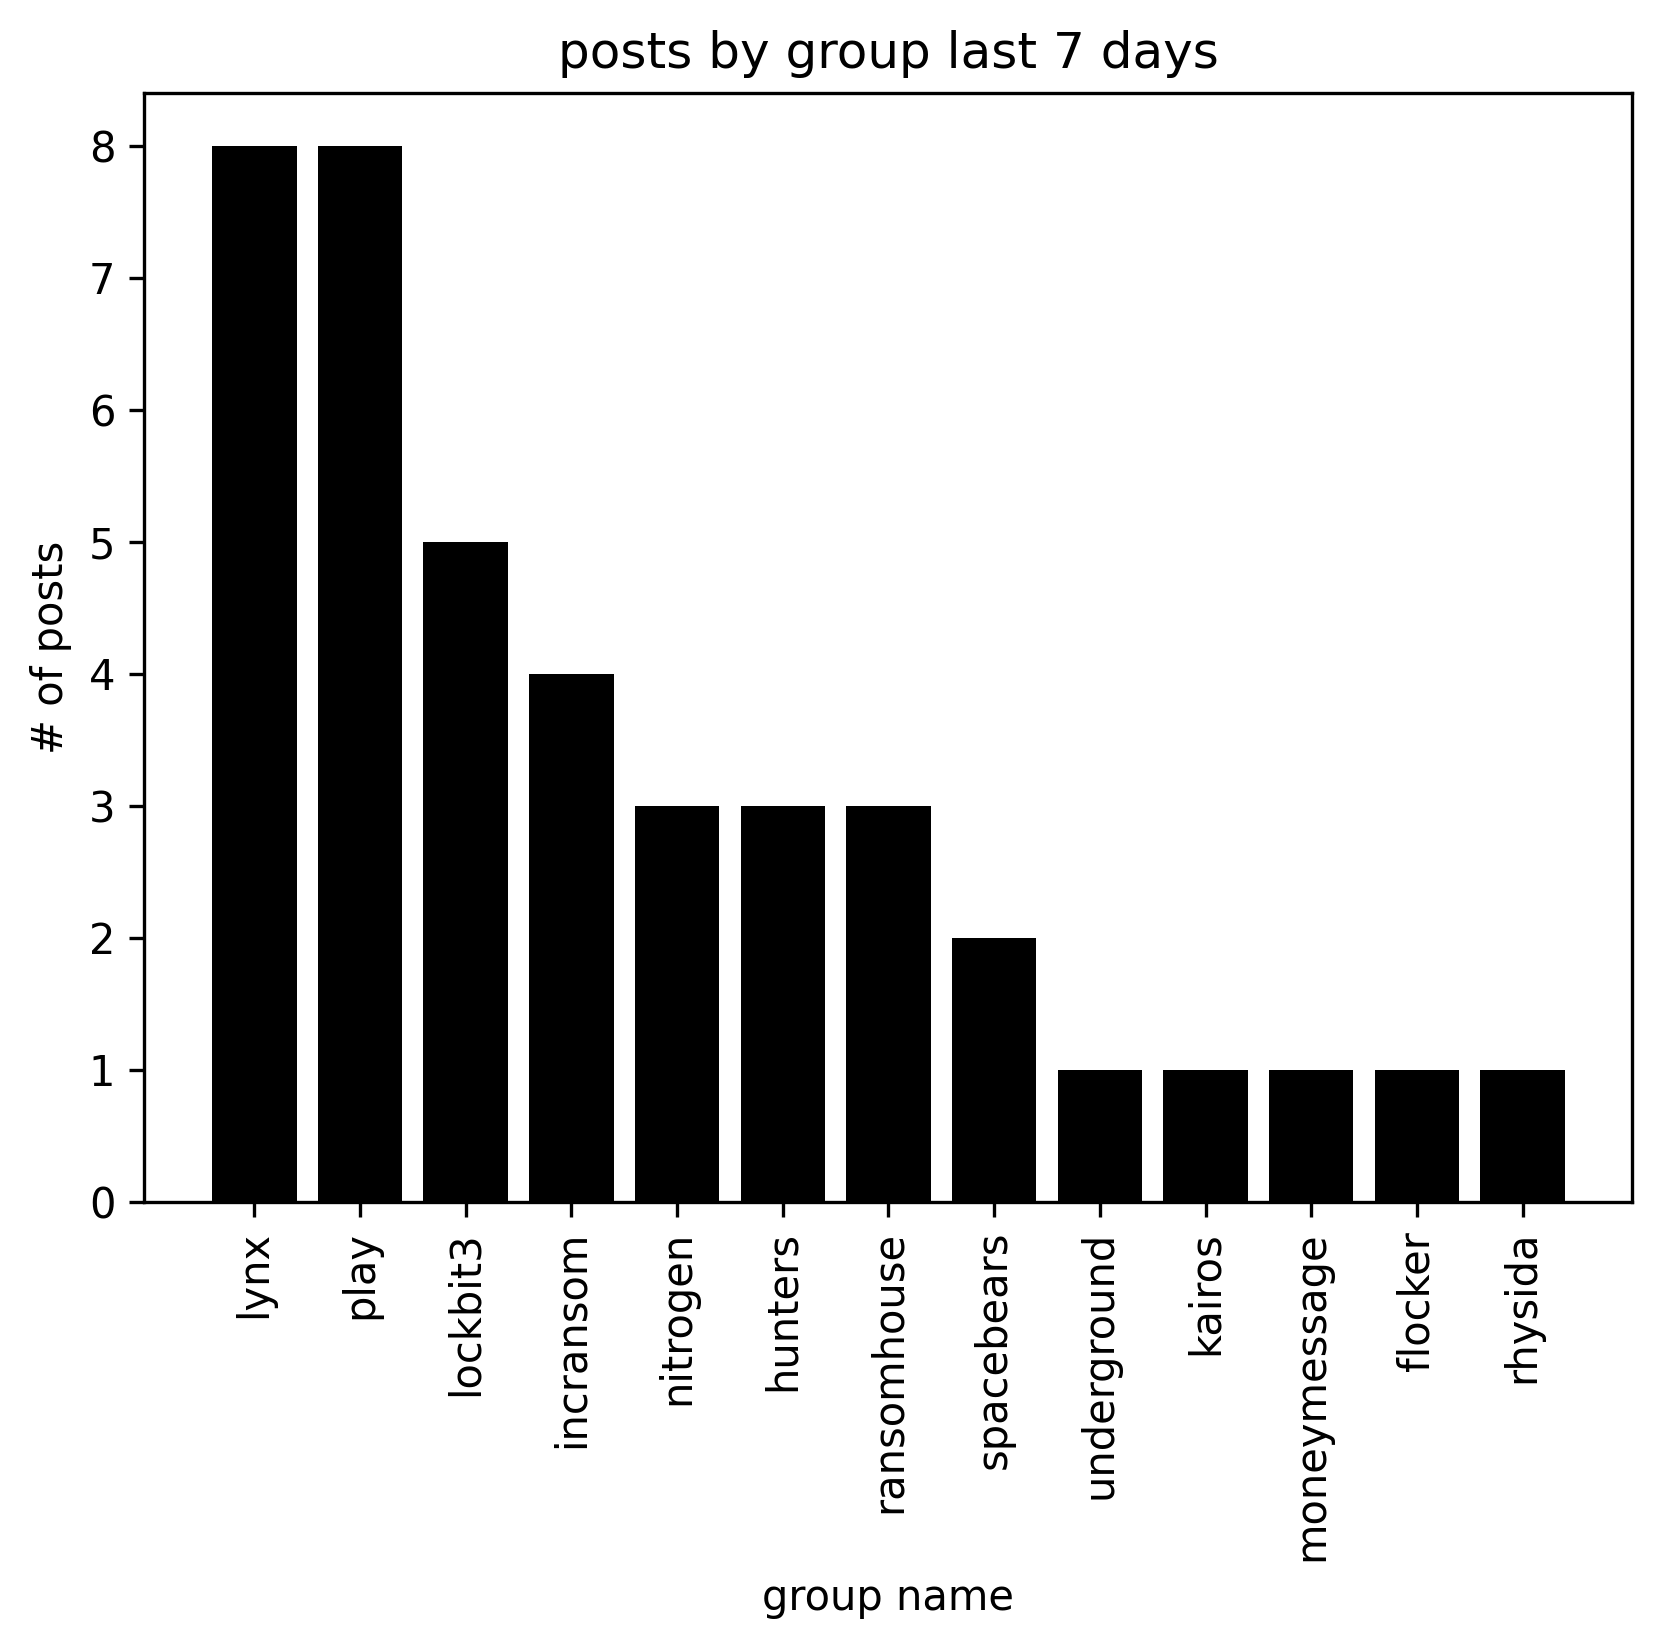 posts by group last 7 days
# of posts
8
7
6
5
4
3
2
1
0
lynx
play
lockbit3
incransom
nitrogen
hunters
ransomhouse
spacebears
underground
kairos
moneymessage
flocker
rhysida
group name